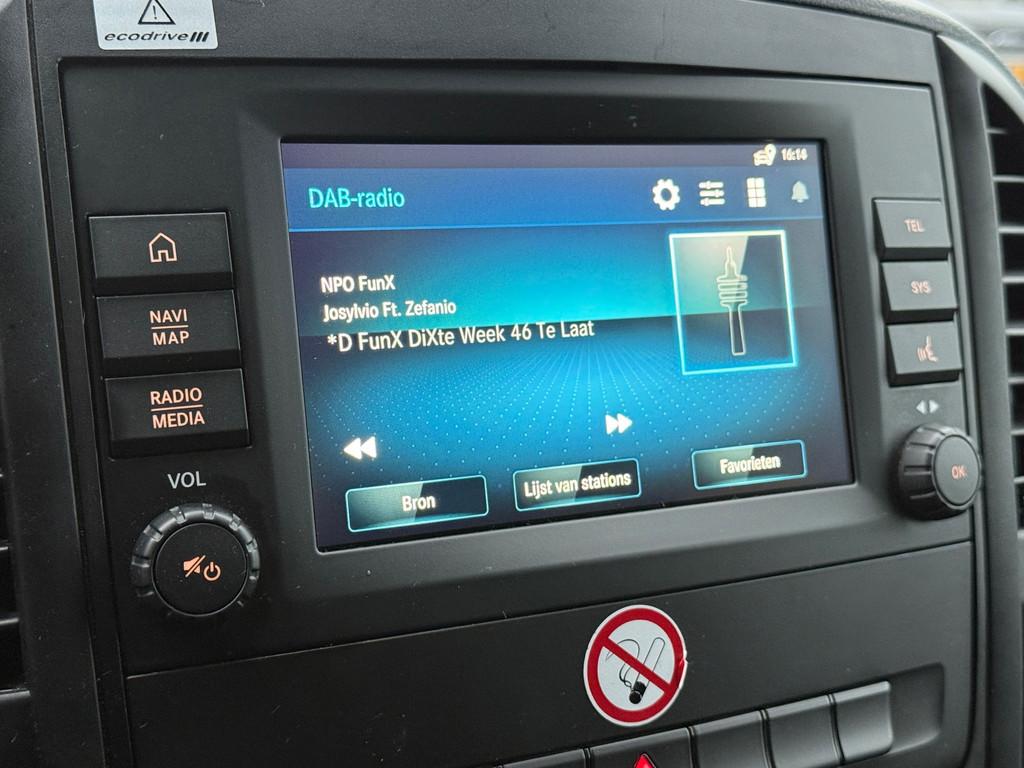 ecodrive
16:14
DAB-radio
NPO FunX
Josylvio Ft. Zefanio
*D FunX DiXte Week 46 Te Laat
Bron
Lijst van stations
Favorieten
NAVI
MAP
RADIO
MEDIA
VOL
TEL
SYS
OK